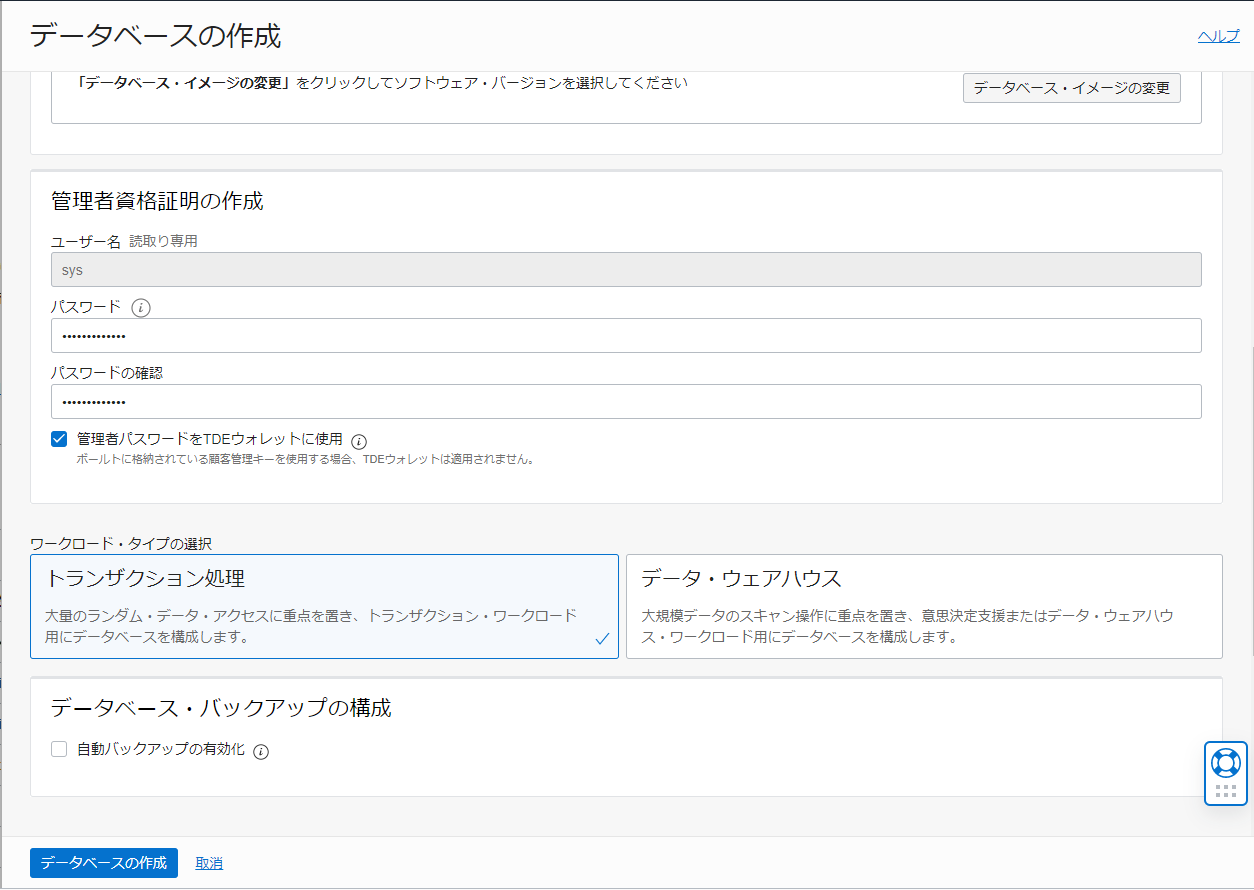 データベースの作成
ヘルプ
「データベース・イメージの変更」をクリックしてソフトウェア・バージョンを選択してください
データベース・イメージの変更
管理者資格証明の作成
ユーザー名 読取り専用
sys
パスワード
•••••••••••••
パスワードの確認
•••••••••••••
管理者パスワードをTDEウォレットに使用
ボールトに格納されている顧客管理キーを使用する場合、TDEウォレットは適用されません。
ワークロード・タイプの選択
トランザクション処理
大量のランダム・データ・アクセスに重点を置き、トランザクション・ワークロード
用にデータベースを構成します。
データ・ウェアハウス
大規模データのスキャン操作に重点を置き、意思決定支援またはデータ・ウェアハウ
ス・ワークロード用にデータベースを構成します。
データベース・バックアップの構成
自動バックアップの有効化
データベースの作成
取消